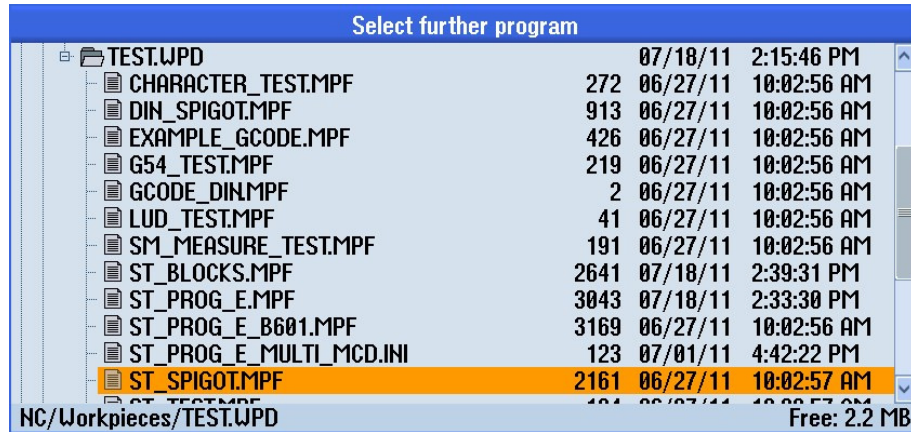 Select further program
TEST.WPD 07/18/11 2:15:46 PM
CHARACTER_TEST.MPF 272 06/27/11 10:02:56 AM
DIN_SPIGOT.MPF 913 06/27/11 10:02:56 AM
EXAMPLE_GCODE.MPF 426 06/27/11 10:02:56 AM
G54_TEST.MPF 219 06/27/11 10:02:56 AM
GCODE_DIN.MPF 2 06/27/11 10:02:56 AM
LUD_TEST.MPF 41 06/27/11 10:02:56 AM
SM_MEASURE_TEST.MPF 191 06/27/11 10:02:56 AM
ST_BLOCKS.MPF 2641 07/18/11 2:39:31 PM
ST_PROG_E.MPF 3043 07/18/11 2:33:30 PM
ST_PROG_E_B601.MPF 3169 06/27/11 10:02:56 AM
ST_PROG_E_MULTI_MCD.INI 123 07/01/11 4:42:22 PM
ST_SPIGOT.MPF 2161 06/27/11 10:02:57 AM
NC/Workpieces/TEST.WPD Free: 2.2 MB